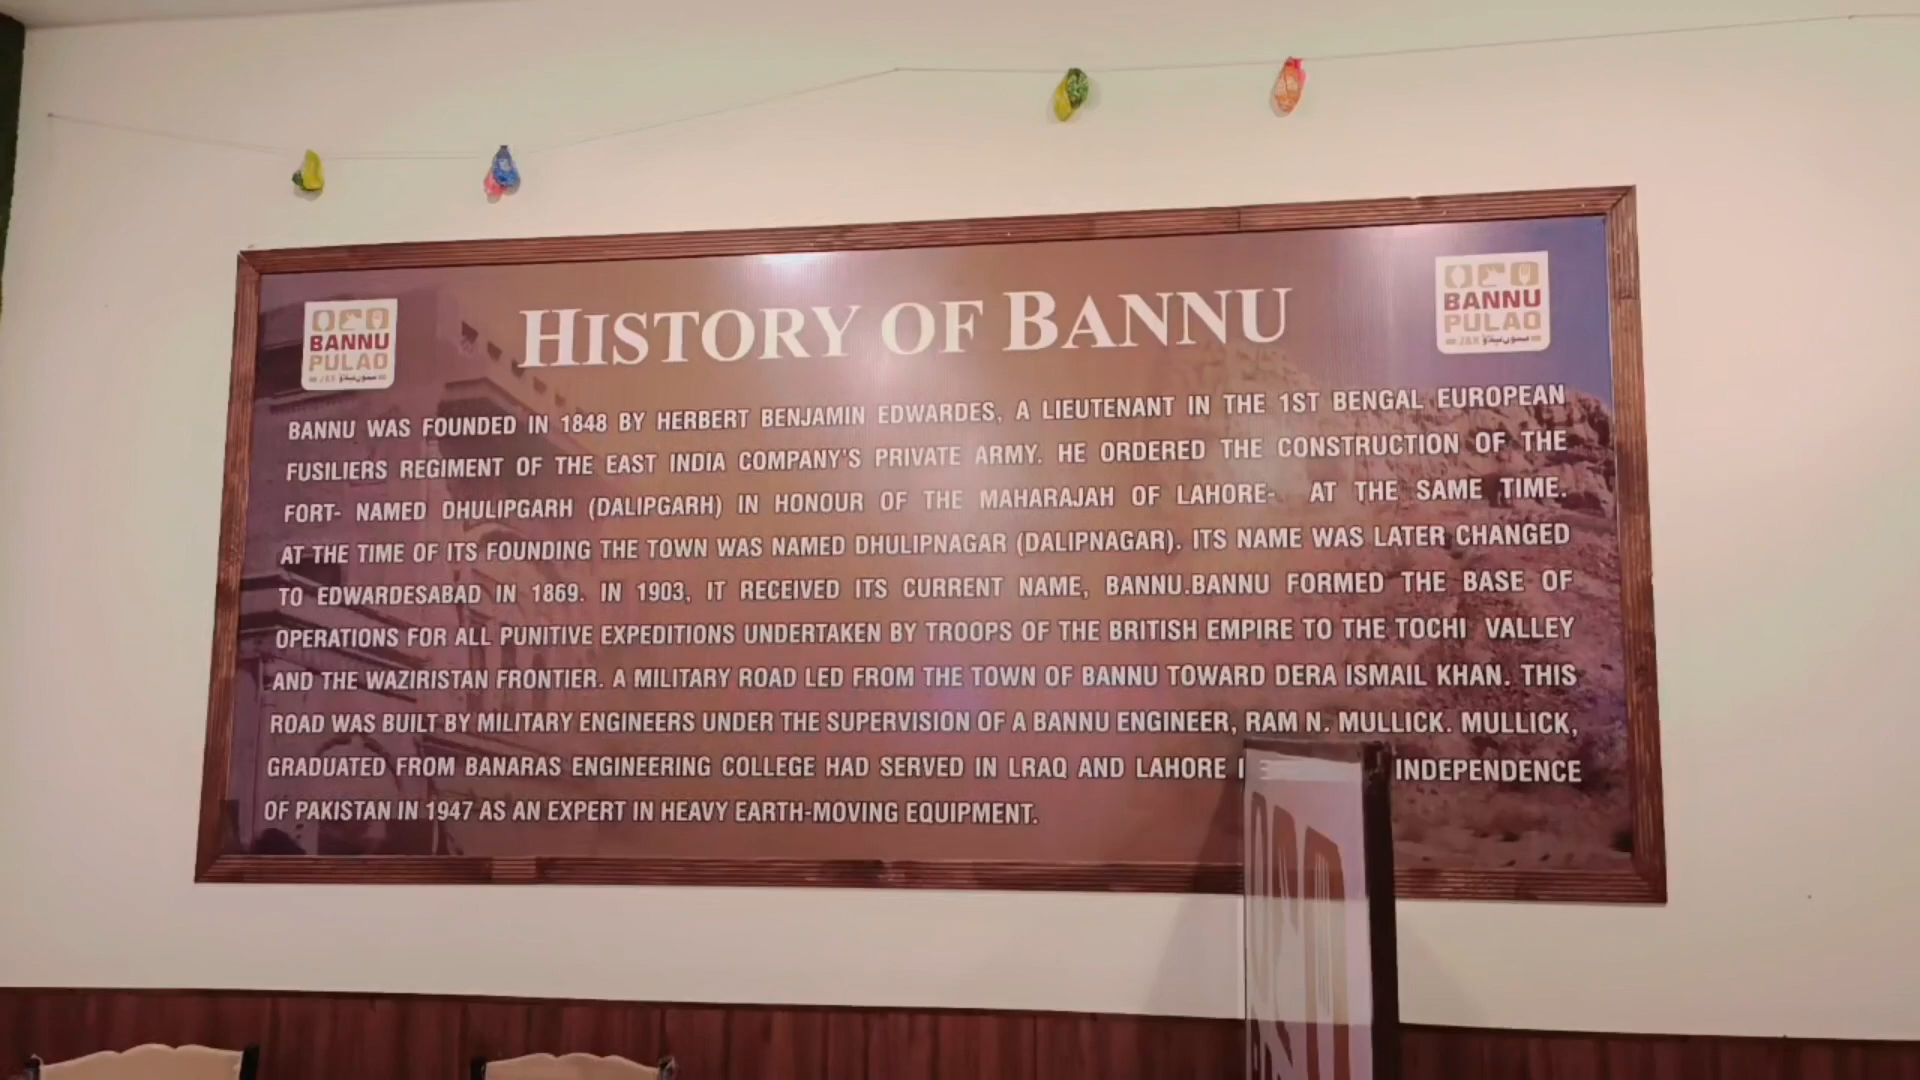 HISTORY OF BANNU
BANNU
PULAO
J&K
BANNU
PULAO
J&K
BANNU WAS FOUNDED IN 1848 BY HERBERT BENJAMIN EDWARDES, A LIEUTENANT IN THE 1ST BENGAL EUROPEAN
FUSILIERS REGIMENT OF THE EAST INDIA COMPANY'S PRIVATE ARMY. HE ORDERED THE CONSTRUCTION OF THE
FORT- NAMED DHULIPGARH (DALIPGARH) IN HONOUR OF THE MAHARAJAH OF LAHORE- AT THE SAME TIME.
AT THE TIME OF ITS FOUNDING THE TOWN WAS NAMED DHULIPNAGAR (DALIPNAGAR). ITS NAME WAS LATER CHANGED
TO EDWARDESABAD IN 1869. IN 1903, IT RECEIVED ITS CURRENT NAME, BANNU.BANNU FORMED THE BASE OF
OPERATIONS FOR ALL PUNITIVE EXPEDITIONS UNDERTAKEN BY TROOPS OF THE BRITISH EMPIRE TO THE TOCHI VALLEY
AND THE WAZIRISTAN FRONTIER. A MILITARY ROAD LED FROM THE TOWN OF BANNU TOWARD DERA ISMAIL KHAN. THIS
ROAD WAS BUILT BY MILITARY ENGINEERS UNDER THE SUPERVISION OF A BANNU ENGINEER, RAM N. MULLICK. MULLICK,
GRADUATED FROM BANARAS ENGINEERING COLLEGE HAD SERVED IN LRAQ AND LAHORE INDEPENDENCE
OF PAKISTAN IN 1947 AS AN EXPERT IN HEAVY EARTH-MOVING EQUIPMENT.